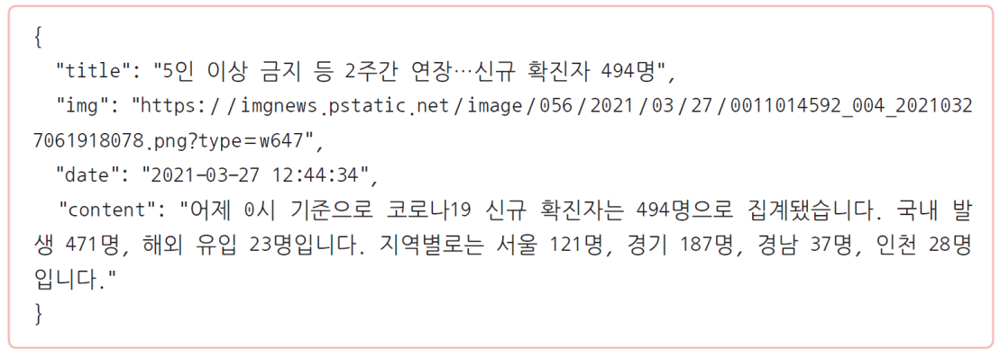 {
"title": "5인 이상 금지 등 2주간 연장…신규 확진자 494명",
"img": "https://imgnews.pstatic.net/image/056/2021/03/27/0011014592_004_2021032
7061918078.png?type=w647",
"date": "2021-03-27 12:44:34",
"content": "어제 0시 기준으로 코로나19 신규 확진자는 494명으로 집계됐습니다. 국내 발
생 471명, 해외 유입 23명입니다. 지역별로는 서울 121명, 경기 187명, 경남 37명, 인천 28명
입니다."
}